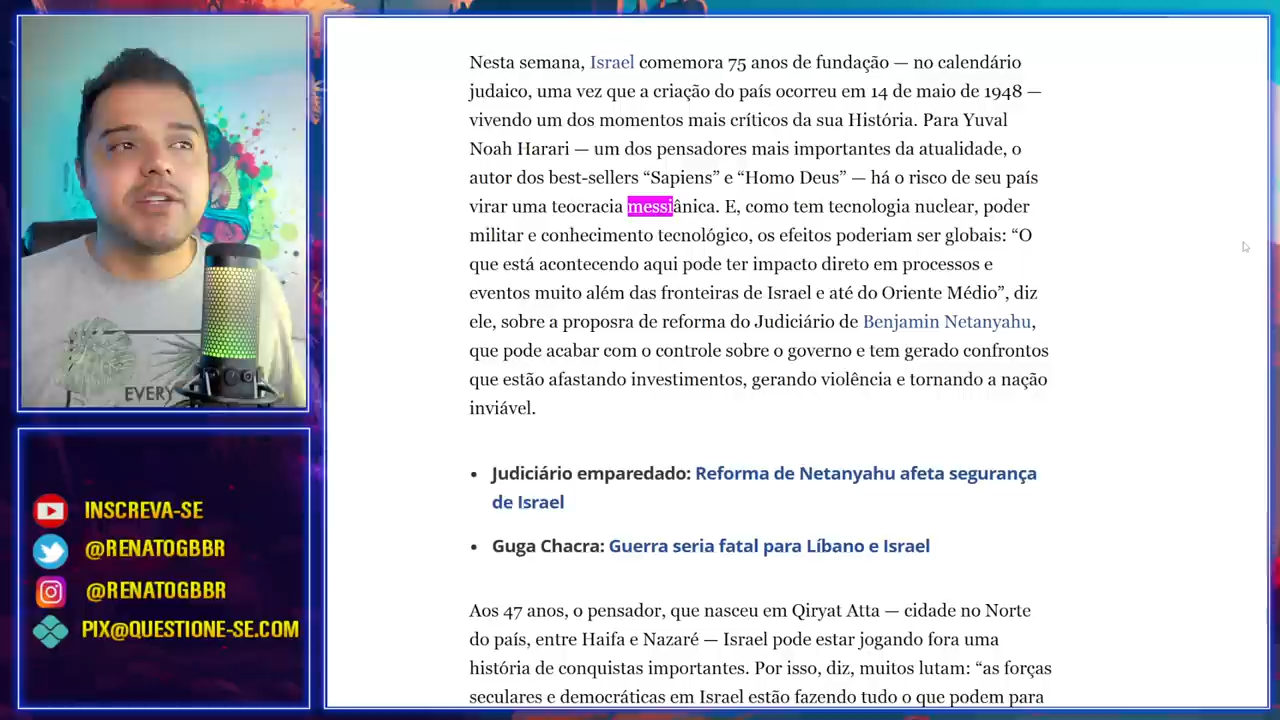 Nesta semana, Israel comemora 75 anos de fundação — no calendário
judaico, uma vez que a criação do país ocorreu em 14 de maio de 1948 —
vivendo um dos momentos mais críticos da sua História. Para Yuval
Noah Harari — um dos pensadores mais importantes da atualidade, o
autor dos best-sellers “Sapiens” e “Homo Deus” — há o risco de seu país
virar uma teocracia messiânica. E, como tem tecnologia nuclear, poder
militar e conhecimento tecnológico, os efeitos poderiam ser globais: “O
que está acontecendo aqui pode ter impacto direto em processos e
eventos muito além das fronteiras de Israel e até do Oriente Médio”, diz
ele, sobre a proposra de reforma do Judiciário de Benjamin Netanyahu,
que pode acabar com o controle sobre o governo e tem gerado confrontos
que estão afastando investimentos, gerando violência e tornando a nação
inviável.
• Judiciário emparedado: Reforma de Netanyahu afeta segurança
de Israel
• Guga Chacra: Guerra seria fatal para Líbano e Israel
Aos 47 anos, o pensador, que nasceu em Qiryat Atta — cidade no Norte
do país, entre Haifa e Nazaré — Israel pode estar jogando fora uma
história de conquistas importantes. Por isso, diz, muitos lutam: “as forças
seculares e democráticas em Israel estão fazendo tudo o que podem para
EVERY
INSCREVA-SE
@RENATOGBBR
@RENATOGBBR
PIX@QUESTIONE-SE.COM